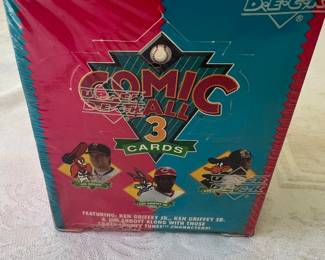 DECK
COMIC
UPPER DECK
BALL
3
CARDS
FEATURING: KEN GRIFFEY JR., KEN GRIFFEY SR.
& JIM ABBOTT ALONG WITH THOSE
LOONEY TUNES CHARACTERS!